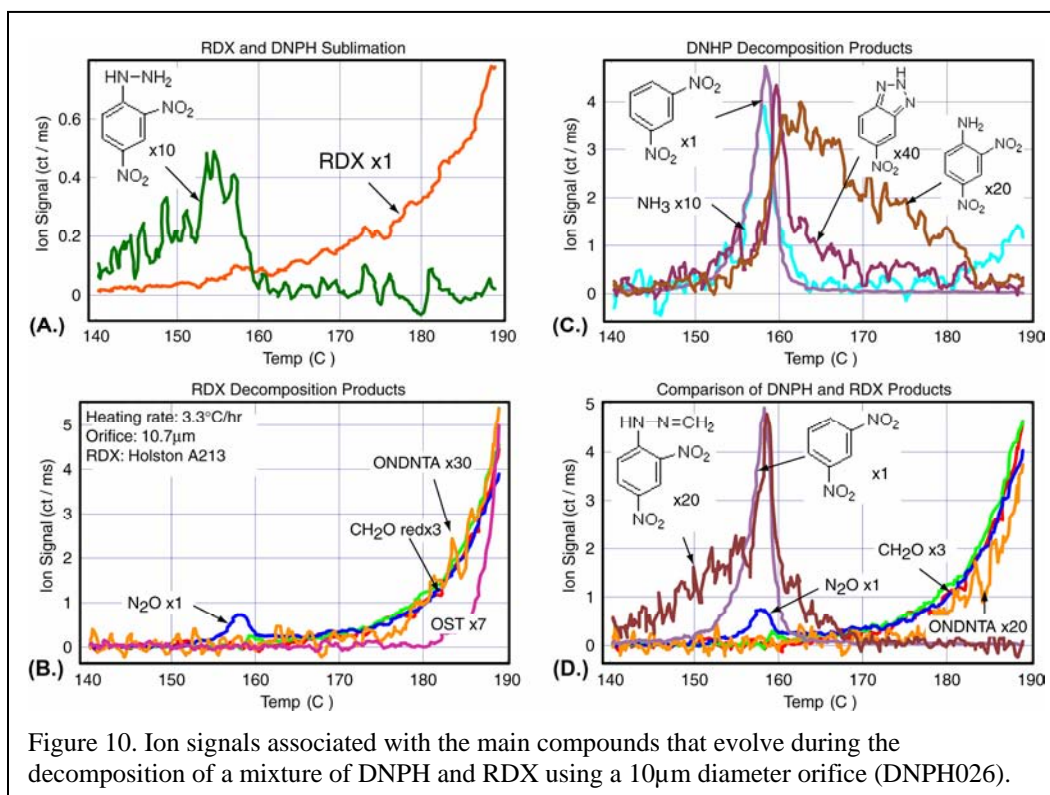 RDX and DNPH Sublimation
Ion Signal (ct / ms)
0.6
0.4
0.2
0
HN–NH2
NO2
NO2
x10
RDX x1
(A.)
140 150 160 170 180 190
Temp (C )
DNHP Decomposition Products
Ion Signal (ct / ms)
4
3
2
1
0
NO2
NO2
x1
NH3 x10
H
N
N N
NO2
x40
NH2
NO2
NO2
x20
(C.)
140 150 160 170 180 190
Temp (C )
RDX Decomposition Products
Ion Signal (ct / ms)
5
4
3
2
1
0
Heating rate: 3.3°C/hr
Orifice: 10.7µm
RDX: Holston A213
ONDNTA x30
CH2O redx3
N2O x1
OST x7
(B.)
140 150 160 170 180 190
Temp (C )
Comparison of DNPH and RDX Products
Ion Signal (ct / ms)
5
4
3
2
1
0
HN–N=CH2
NO2
NO2
x20
NO2
NO2
x1
N2O x1
CH2O x3
ONDNTA x20
(D.)
140 150 160 170 180 190
Temp (C )
Figure 10. Ion signals associated with the main compounds that evolve during the
decomposition of a mixture of DNPH and RDX using a 10µm diameter orifice (DNPH026).